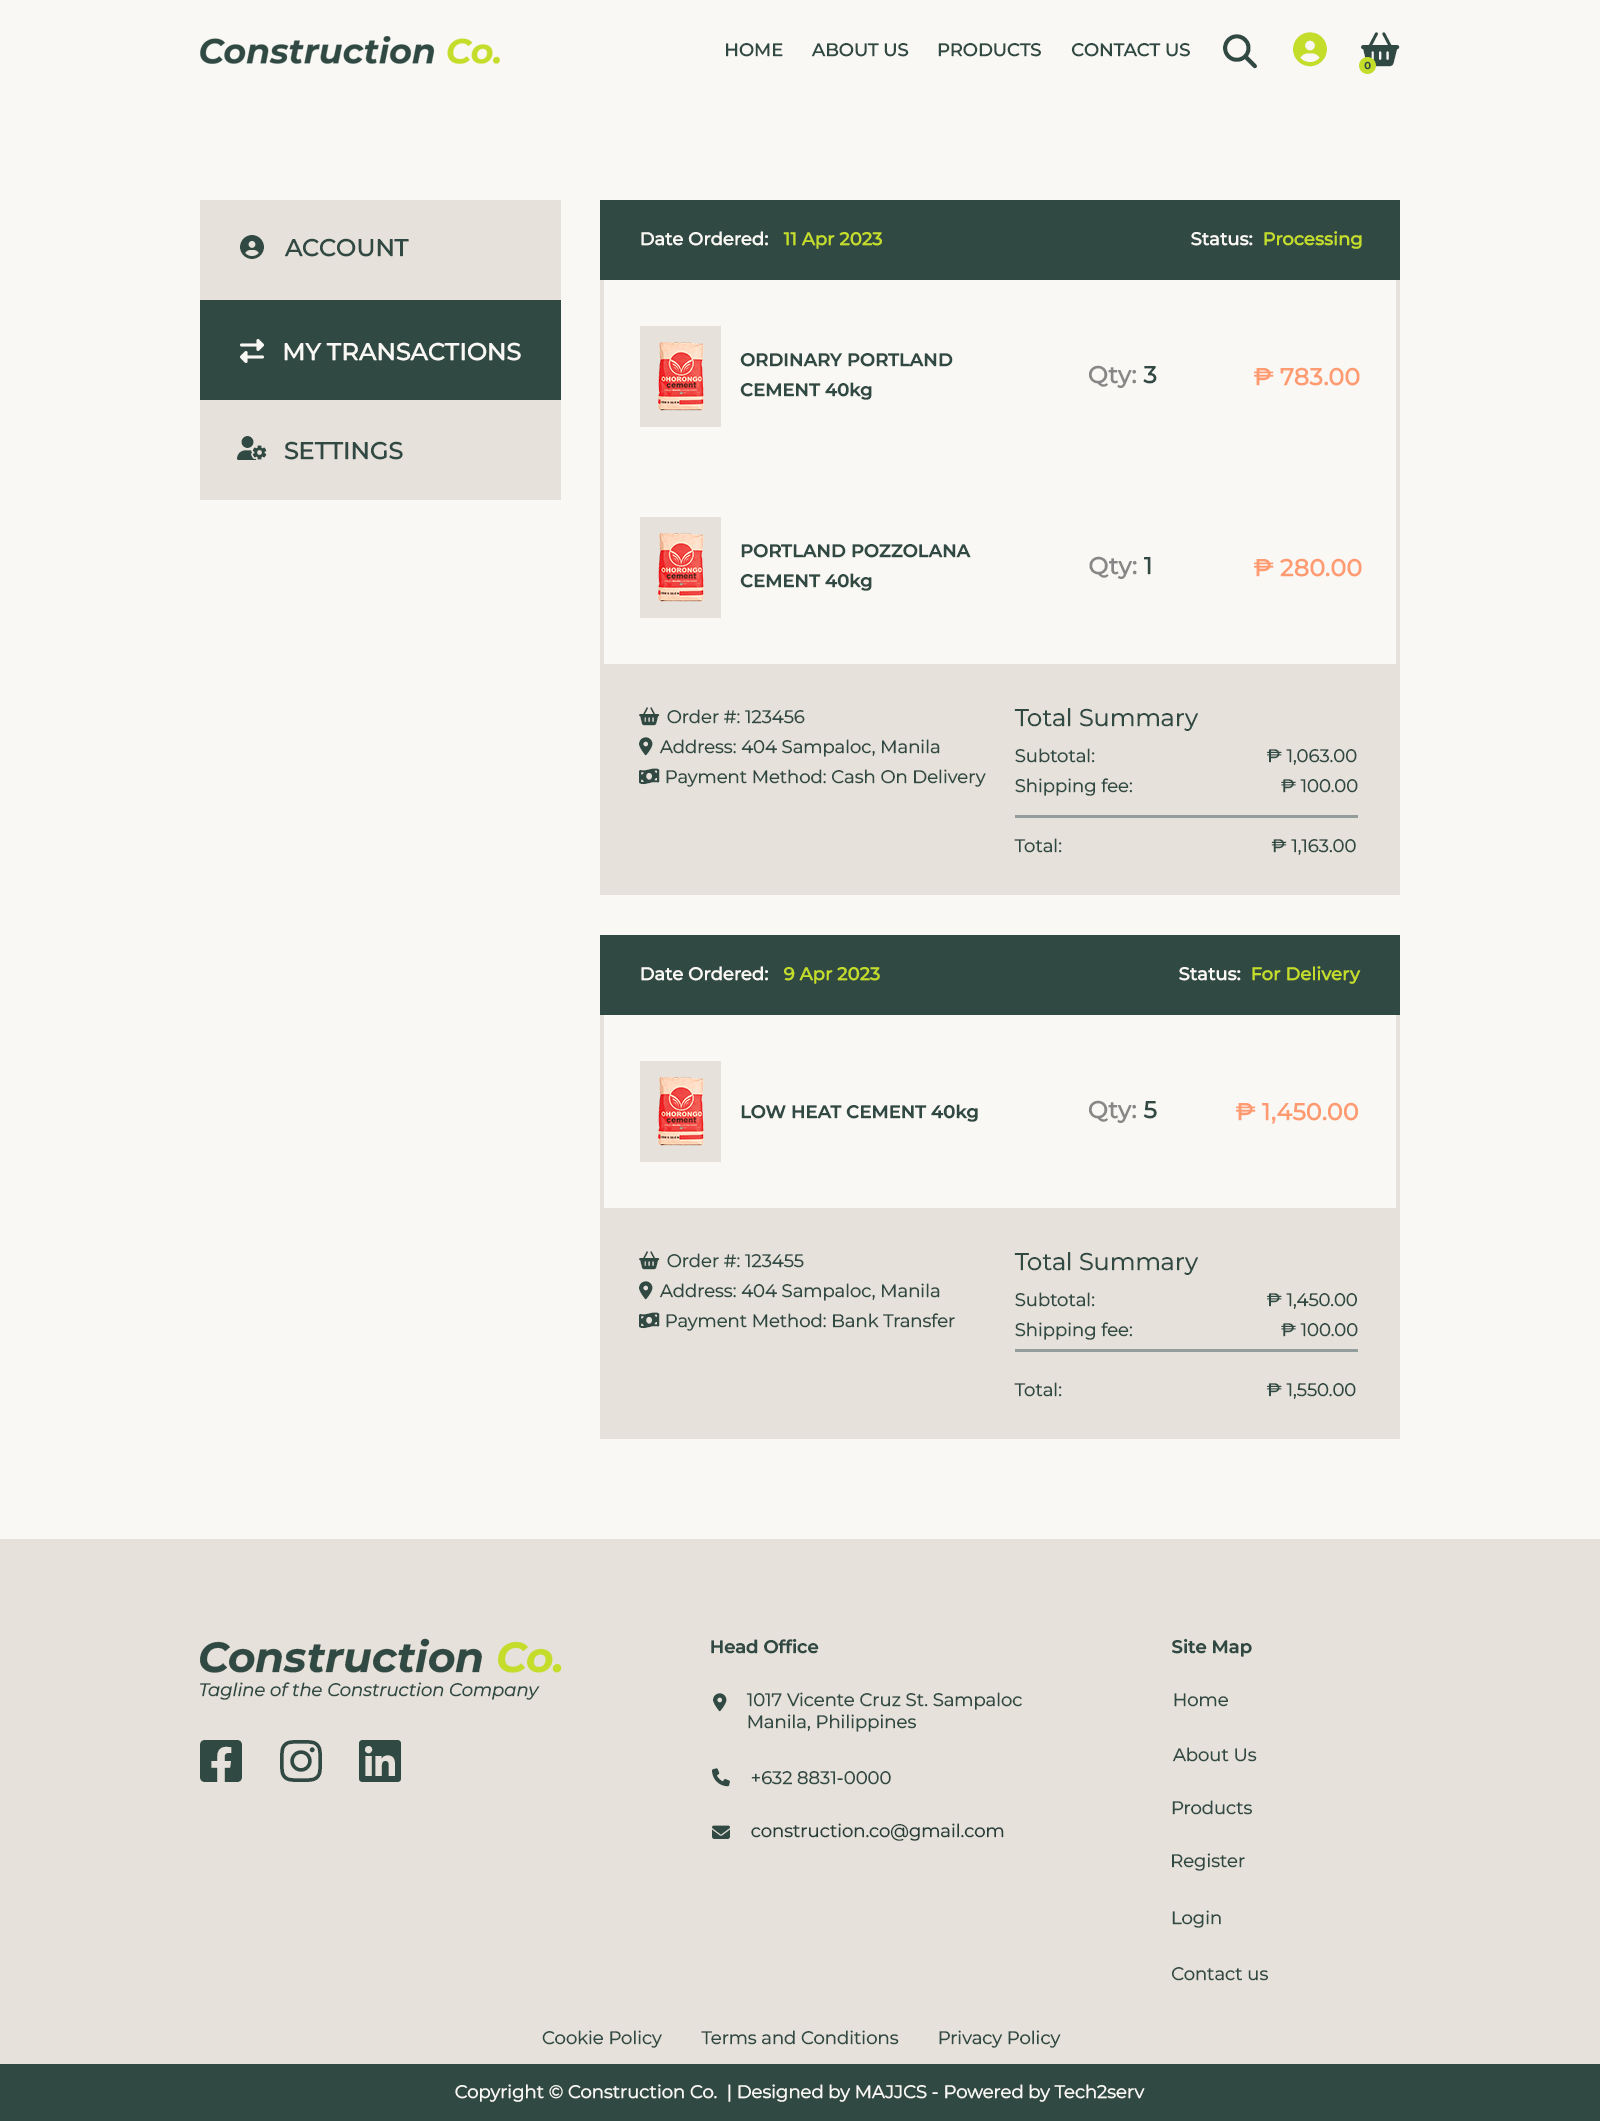 Construction Co.
HOME ABOUT US PRODUCTS CONTACT US
0
ACCOUNT
MY TRANSACTIONS
SETTINGS
Date Ordered: 11 Apr 2023 Status: Processing
OHORONGO
cement
ORDINARY PORTLAND
CEMENT 40kg
Qty: 3
₱ 783.00
OHORONGO
cement
PORTLAND POZZOLANA
CEMENT 40kg
Qty: 1
₱ 280.00
Order #: 123456
Address: 404 Sampaloc, Manila
Payment Method: Cash On Delivery
Total Summary
Subtotal: ₱ 1,063.00
Shipping fee: ₱ 100.00
Total: ₱ 1,163.00
Date Ordered: 9 Apr 2023 Status: For Delivery
OHORONGO
cement
LOW HEAT CEMENT 40kg
Qty: 5
₱ 1,450.00
Order #: 123455
Address: 404 Sampaloc, Manila
Payment Method: Bank Transfer
Total Summary
Subtotal: ₱ 1,450.00
Shipping fee: ₱ 100.00
Total: ₱ 1,550.00
Construction Co.
Tagline of the Construction Company
Head Office
1017 Vicente Cruz St. Sampaloc
Manila, Philippines
+632 8831-0000
construction.co@gmail.com
Site Map
Home
About Us
Products
Register
Login
Contact us
Cookie Policy Terms and Conditions Privacy Policy
Copyright © Construction Co. | Designed by MAJJCS - Powered by Tech2serv